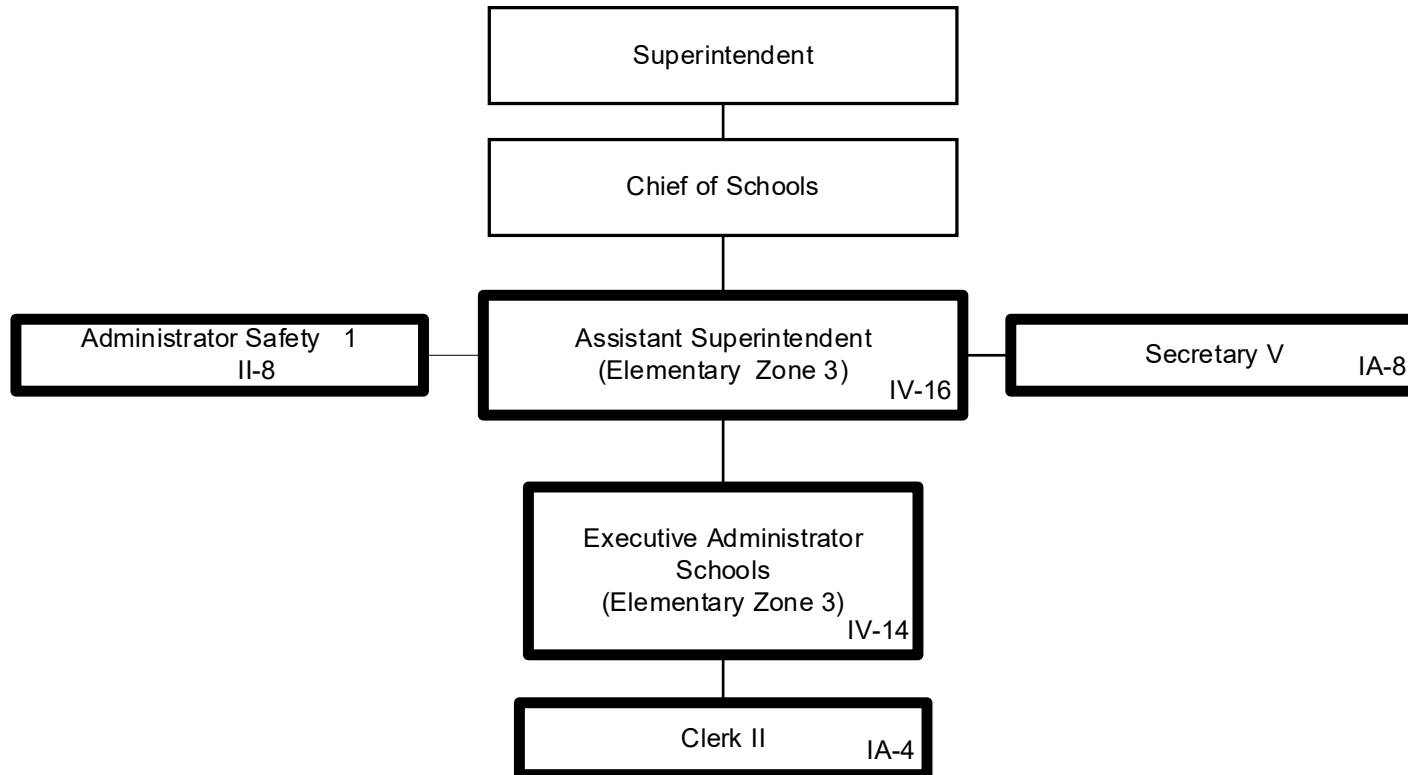 Superintendent
Chief of Schools
Administrator Safety 1
II-8
Assistant Superintendent
(Elementary Zone 3)
IV-16
Secretary V
IA-8
Executive Administrator
Schools
(Elementary Zone 3)
IV-14
Clerk II
IA-4